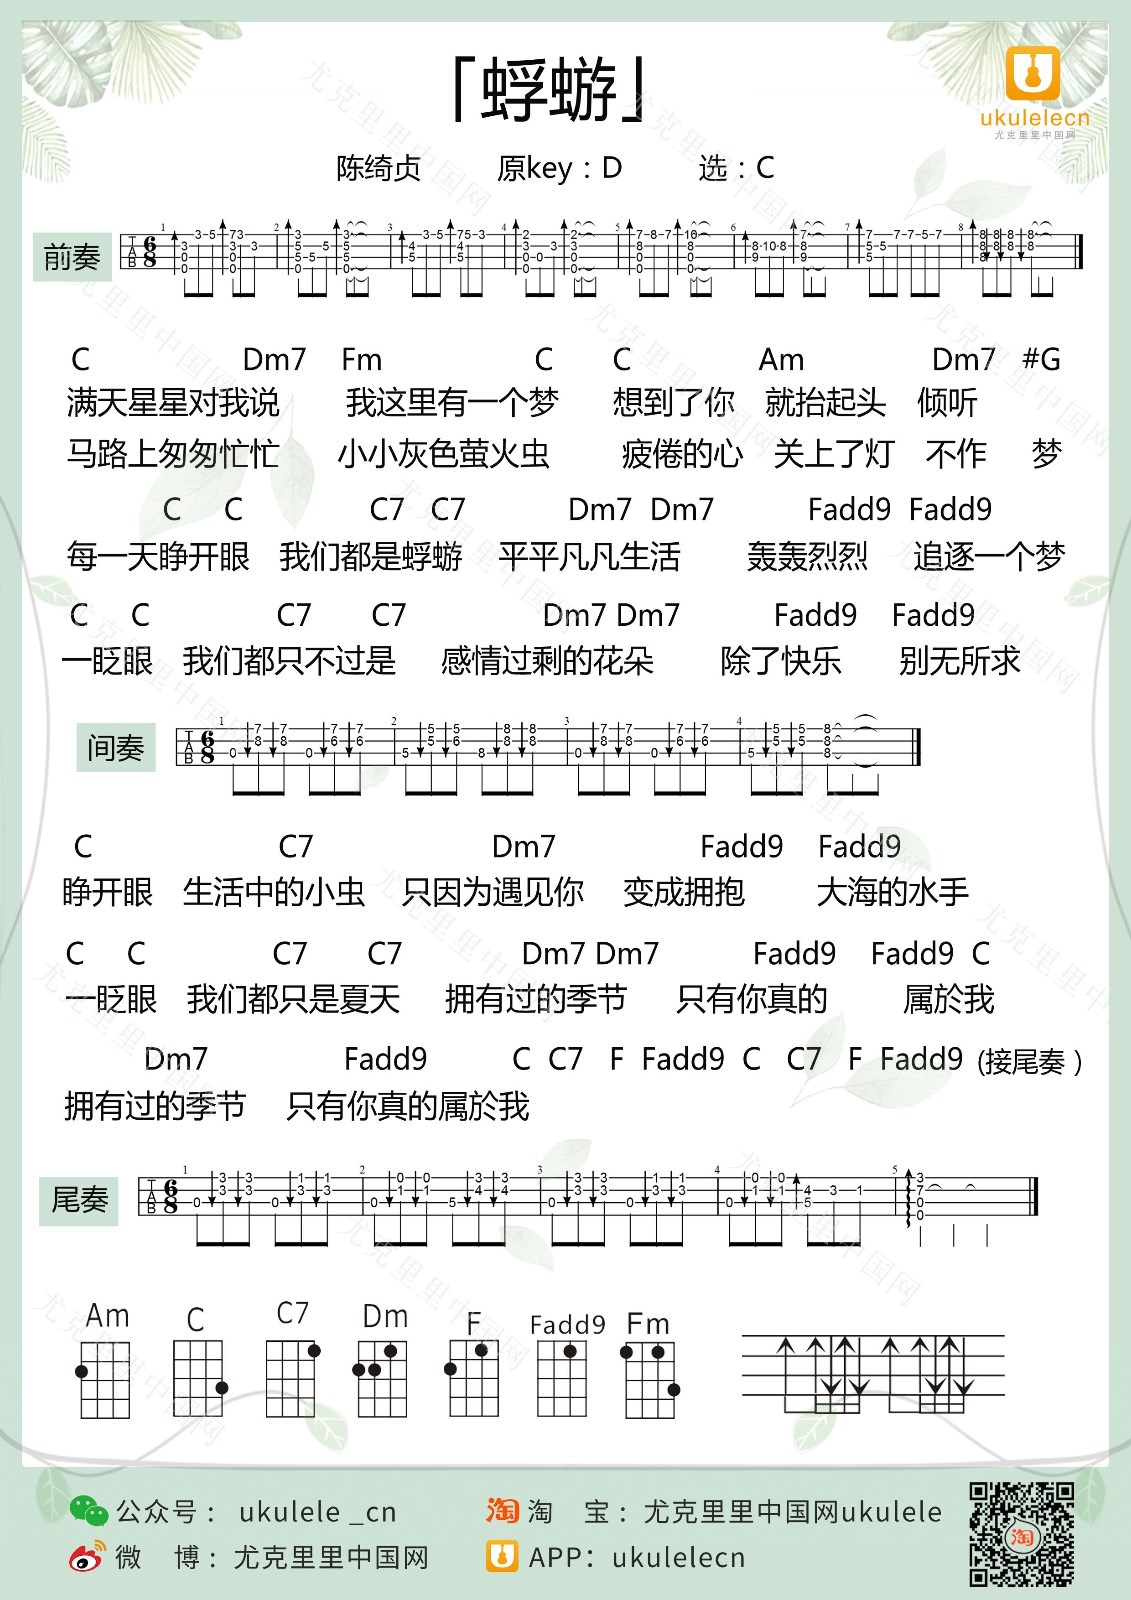 「蜉蝣」
ukulelecn
尤克里里中国网
陈绮贞 原key：D 选：C
前奏
C Dm7 Fm C C Am Dm7 #G
满天星星对我说 我这里有一个梦 想到了你 就抬起头 倾听
马路上匆匆忙忙 小小灰色萤火虫 疲倦的心 关上了灯 不作 梦
C C C7 C7 Dm7 Dm7 Fadd9 Fadd9
每一天睁开眼 我们都是蜉蝣 平平凡凡生活 轰轰烈烈 追逐一个梦
C C C7 C7 Dm7 Dm7 Fadd9 Fadd9
一眨眼 我们都只不过是 感情过剩的花朵 除了快乐 别无所求
间奏
C C7 Dm7 Fadd9 Fadd9
睁开眼 生活中的小虫 只因为遇见你 变成拥抱 大海的水手
C C C7 C7 Dm7 Dm7 Fadd9 Fadd9 C
一眨眼 我们都只是夏天 拥有过的季节 只有你真的 属於我
Dm7 Fadd9 C C7 F Fadd9 C C7 F Fadd9 (接尾奏）
拥有过的季节 只有你真的属於我
尾奏
Am C C7 Dm F Fadd9 Fm
公众号： ukulele _cn 淘 淘 宝：尤克里里中国网ukulele
微 博：尤克里里中国网 APP：ukulelecn
淘